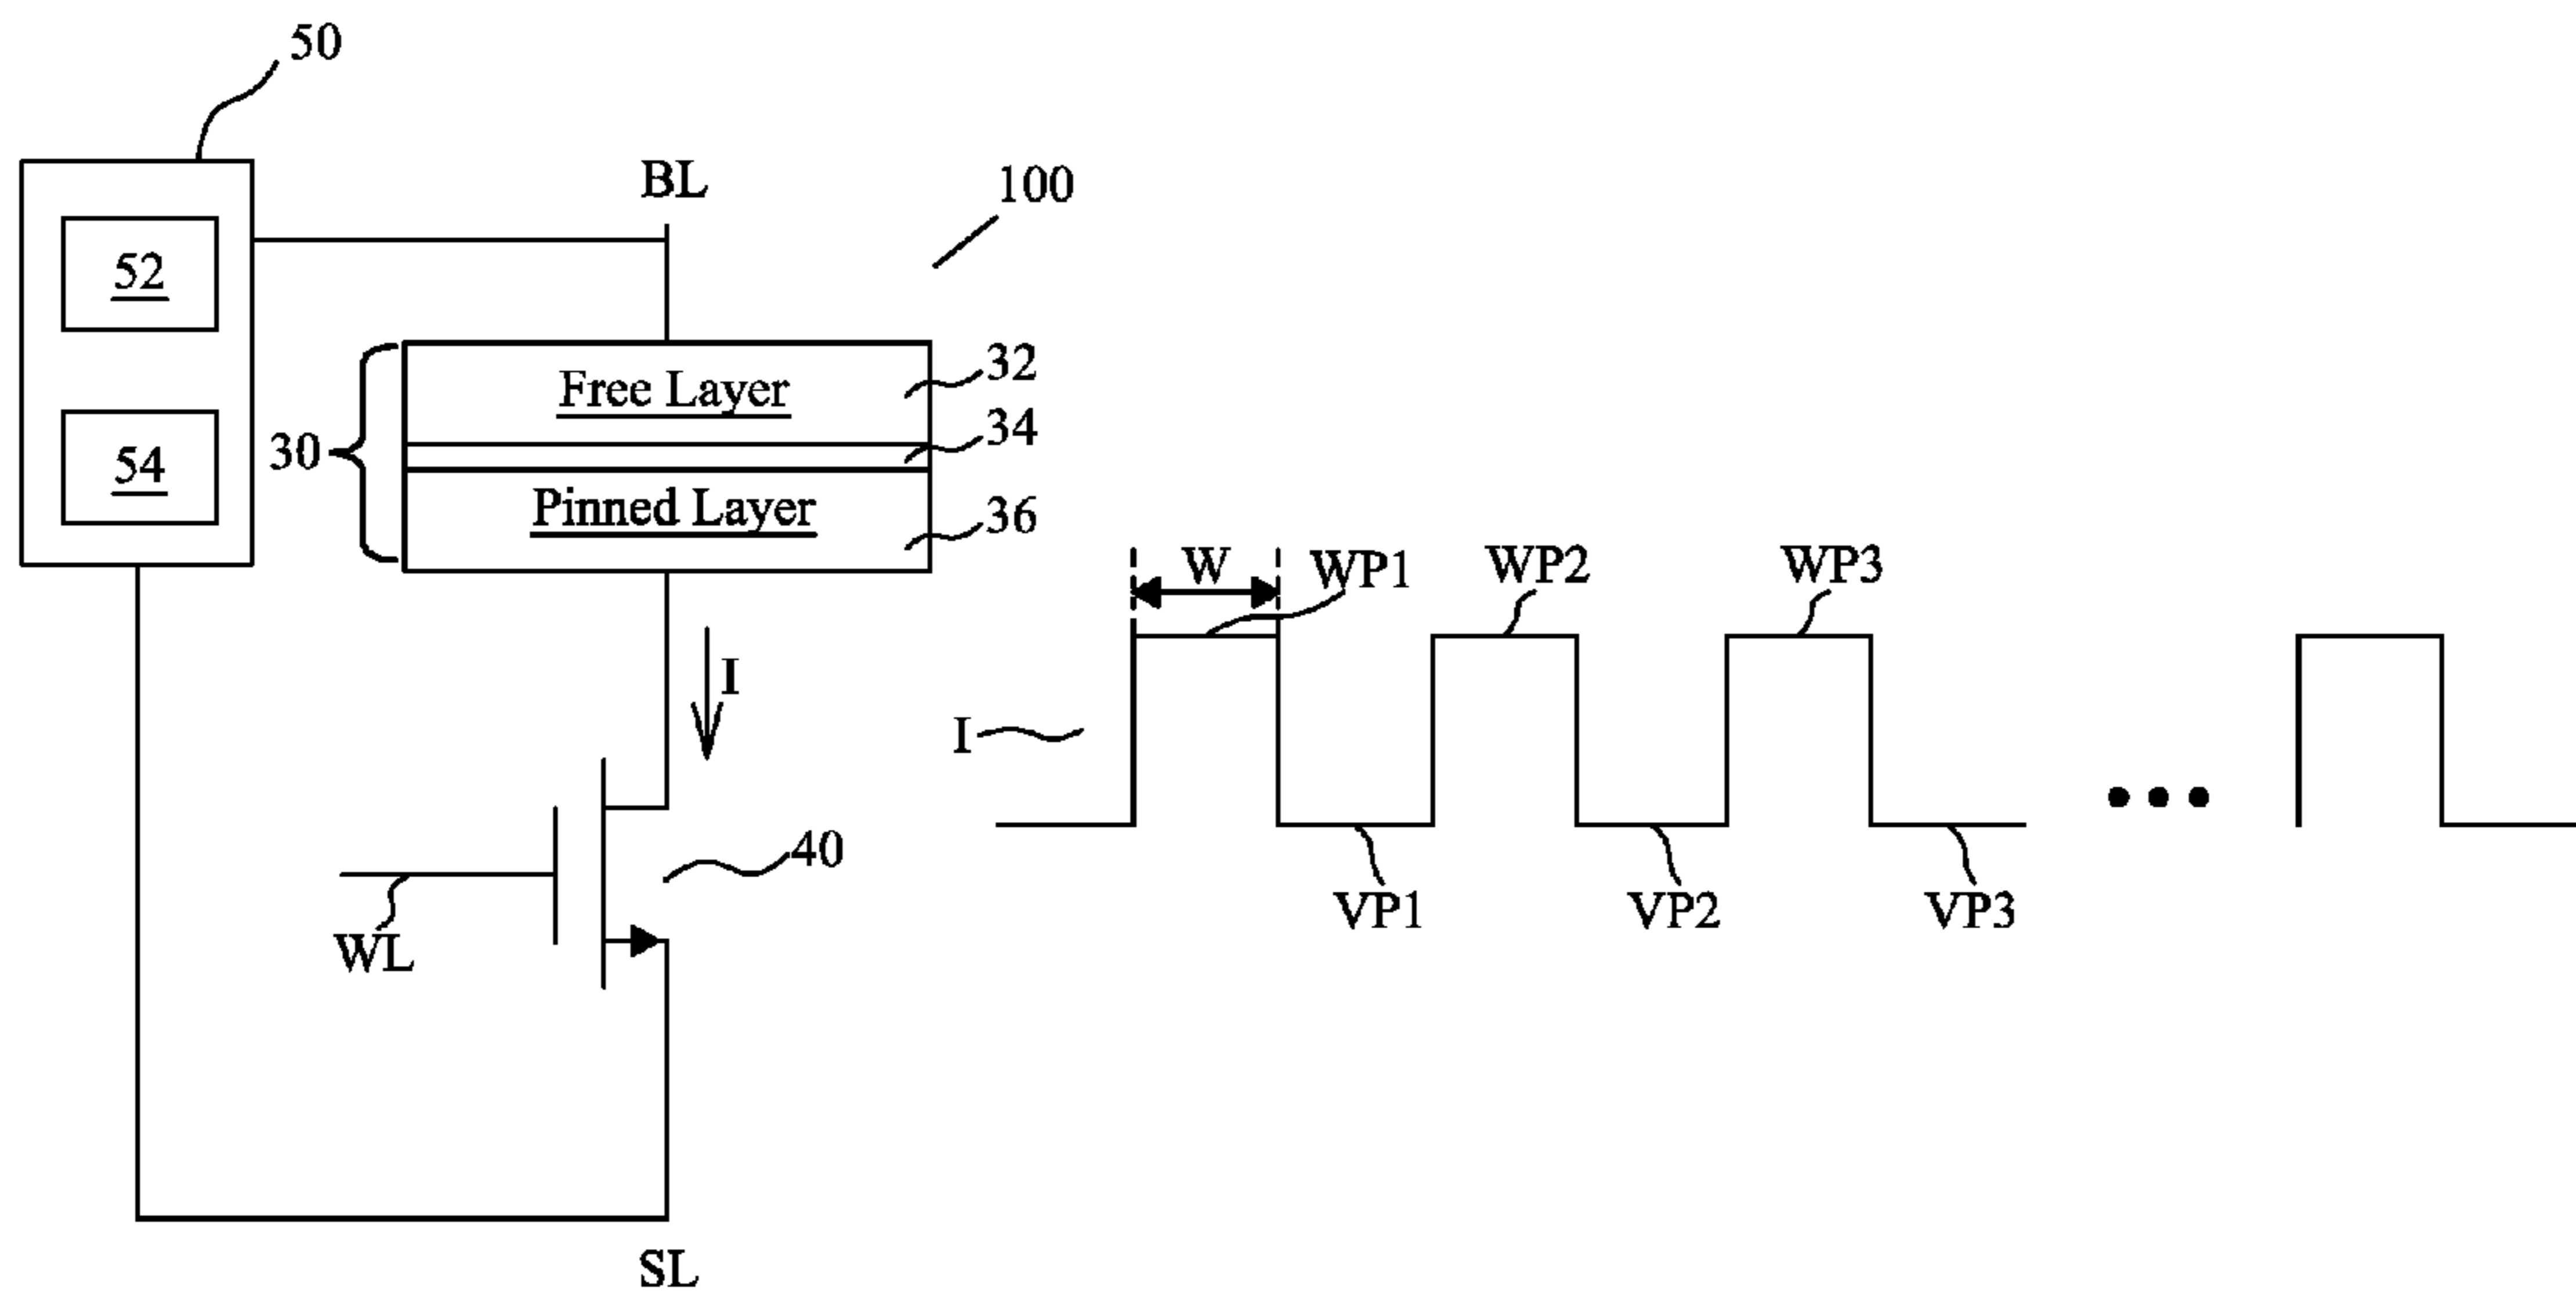 50
BL
100
52
Free Layer
32
34
54
30
Pinned Layer
36
W
WP1
WP2
WP3
I
I
40
WL
VP1
VP2
VP3
SL